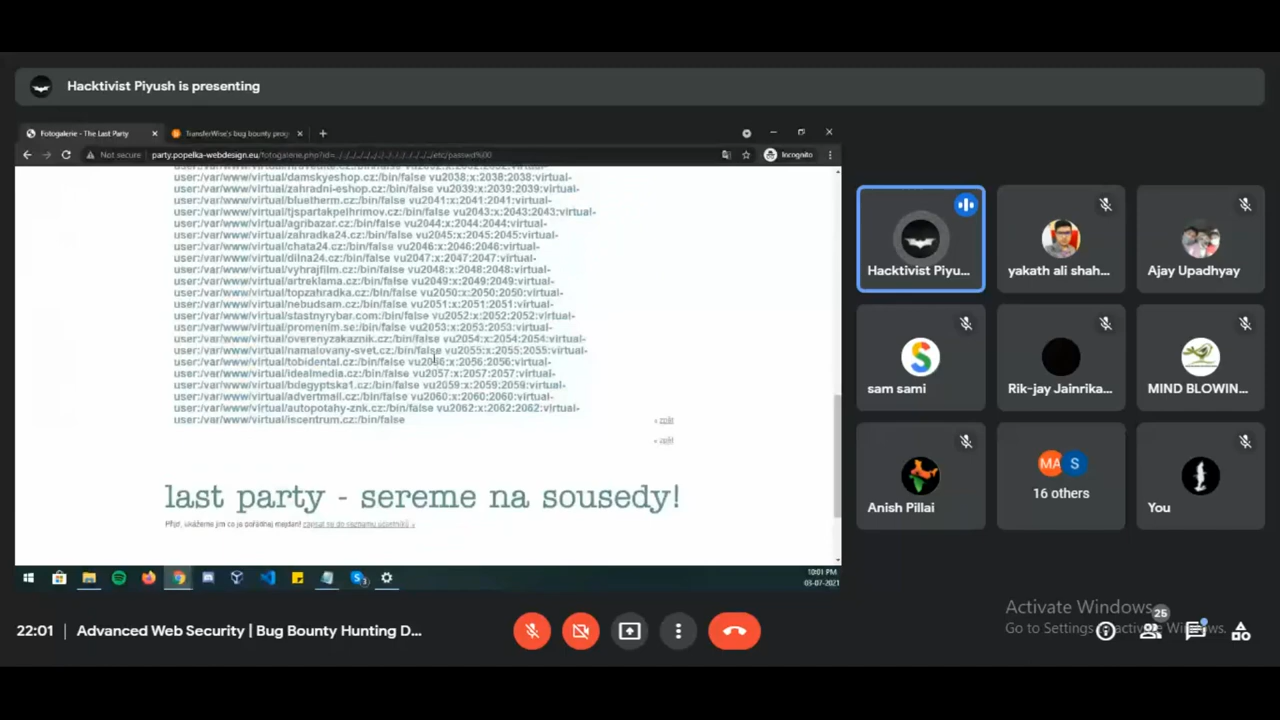 Hacktivist Piyush is presenting
Fotogalerie - The Last Party
TransferWise's bug bounty prog
Not secure
party.popelka-webdesign.eu/fotogalerie.php?id=
Incognito
user:/var/www/virtual/damskyeshop.cz:/bin/false vu2038:x:2038:2038:virtual-
user:/var/www/virtual/zahradni-eshop.cz:/bin/false vu2039:x:2039:2039:virtual-
user:/var/www/virtual/bluetherm.cz:/bin/false vu2041:x:2041:2041:virtual-
user:/var/www/virtual/tjspartakpelhrimov.cz:/bin/false vu2043:x:2043:2043:virtual-
user:/var/www/virtual/agribazar.cz:/bin/false vu2044:x:2044:2044:virtual-
user:/var/www/virtual/zahradka24.cz:/bin/false vu2045:x:2045:2045:virtual-
user:/var/www/virtual/chata24.cz:/bin/false vu2046:x:2046:2046:virtual-
user:/var/www/virtual/dilna24.cz:/bin/false vu2047:x:2047:2047:virtual-
user:/var/www/virtual/vyhrajfilm.cz:/bin/false vu2048:x:2048:2048:virtual-
user:/var/www/virtual/artreklama.cz:/bin/false vu2049:x:2049:2049:virtual-
user:/var/www/virtual/topzahradka.cz:/bin/false vu2050:x:2050:2050:virtual-
user:/var/www/virtual/nebudsam.cz:/bin/false vu2051:x:2051:2051:virtual-
user:/var/www/virtual/stastnyrybar.com:/bin/false vu2052:x:2052:2052:virtual-
user:/var/www/virtual/promenim.se:/bin/false vu2053:x:2053:2053:virtual-
user:/var/www/virtual/overenyzakaznik.cz:/bin/false vu2054:x:2054:2054:virtual-
user:/var/www/virtual/namalovany-svet.cz:/bin/false vu2055:x:2055:2055:virtual-
user:/var/www/virtual/tobidental.cz:/bin/false vu2056:x:2056:2056:virtual-
user:/var/www/virtual/idealmedia.cz:/bin/false vu2057:x:2057:2057:virtual-
user:/var/www/virtual/bdegyptska1.cz:/bin/false vu2059:x:2059:2059:virtual-
user:/var/www/virtual/advertmall.cz:/bin/false vu2060:x:2060:2060:virtual-
user:/var/www/virtual/autopotahy-znk.cz:/bin/false vu2062:x:2062:2062:virtual-
user:/var/www/virtual/iscentrum.cz:/bin/false
« zpět
« zpět
last party - sereme na sousedy!
zapsat se do seznamu účastníků »
10:01 PM
03-07-2021
Hacktivist Piyu...
yakath ali shah...
Ajay Upadhyay
sam sami
Rik-jay Jainrika...
MIND BLOWIN...
Anish Pillai
MA S
16 others
You
Activate Windows
Go to Settings to activate Windows.
22:01 | Advanced Web Security | Bug Bounty Hunting D...
25